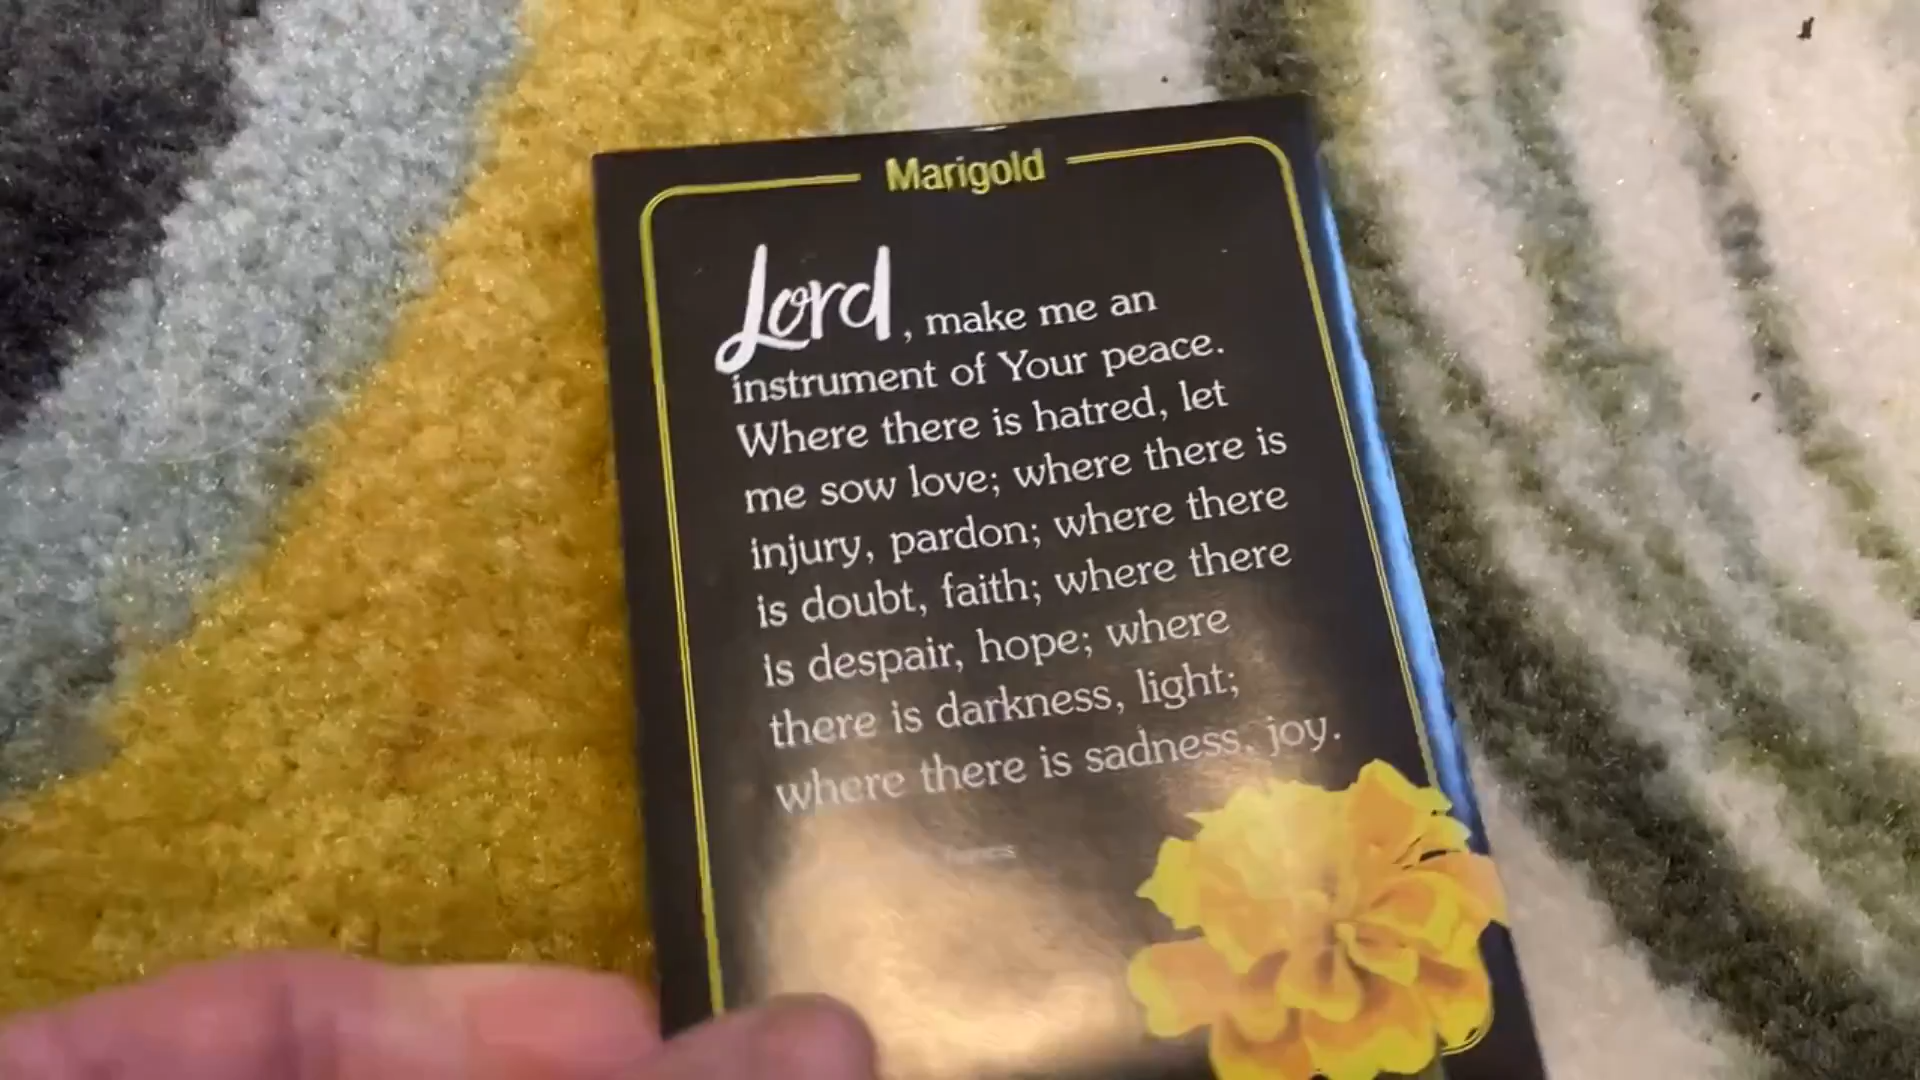 Marigold
Lord, make me an
instrument of Your peace.
Where there is hatred, let
me sow love; where there is
injury, pardon; where there
is doubt, faith; where there
is despair, hope; where
there is darkness, light;
where there is sadness, joy.